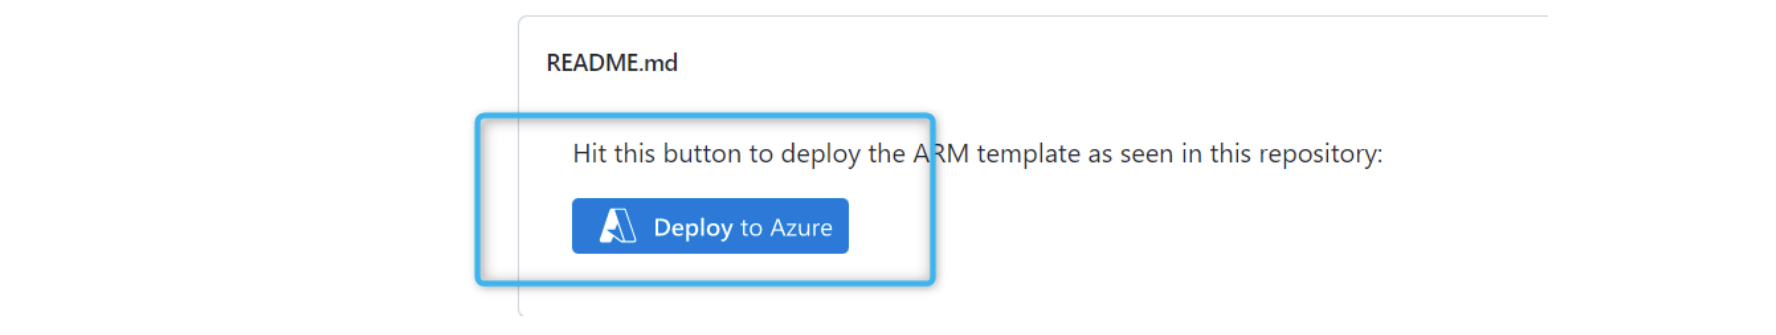 README.md
Hit this button to deploy the ARM template as seen in this repository:
Deploy to Azure